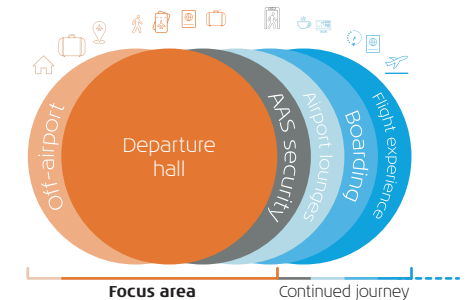 Off-airport
Departure
hall
AAS security
Airport lounges
Boarding
Flight experience
Focus area
Continued journey